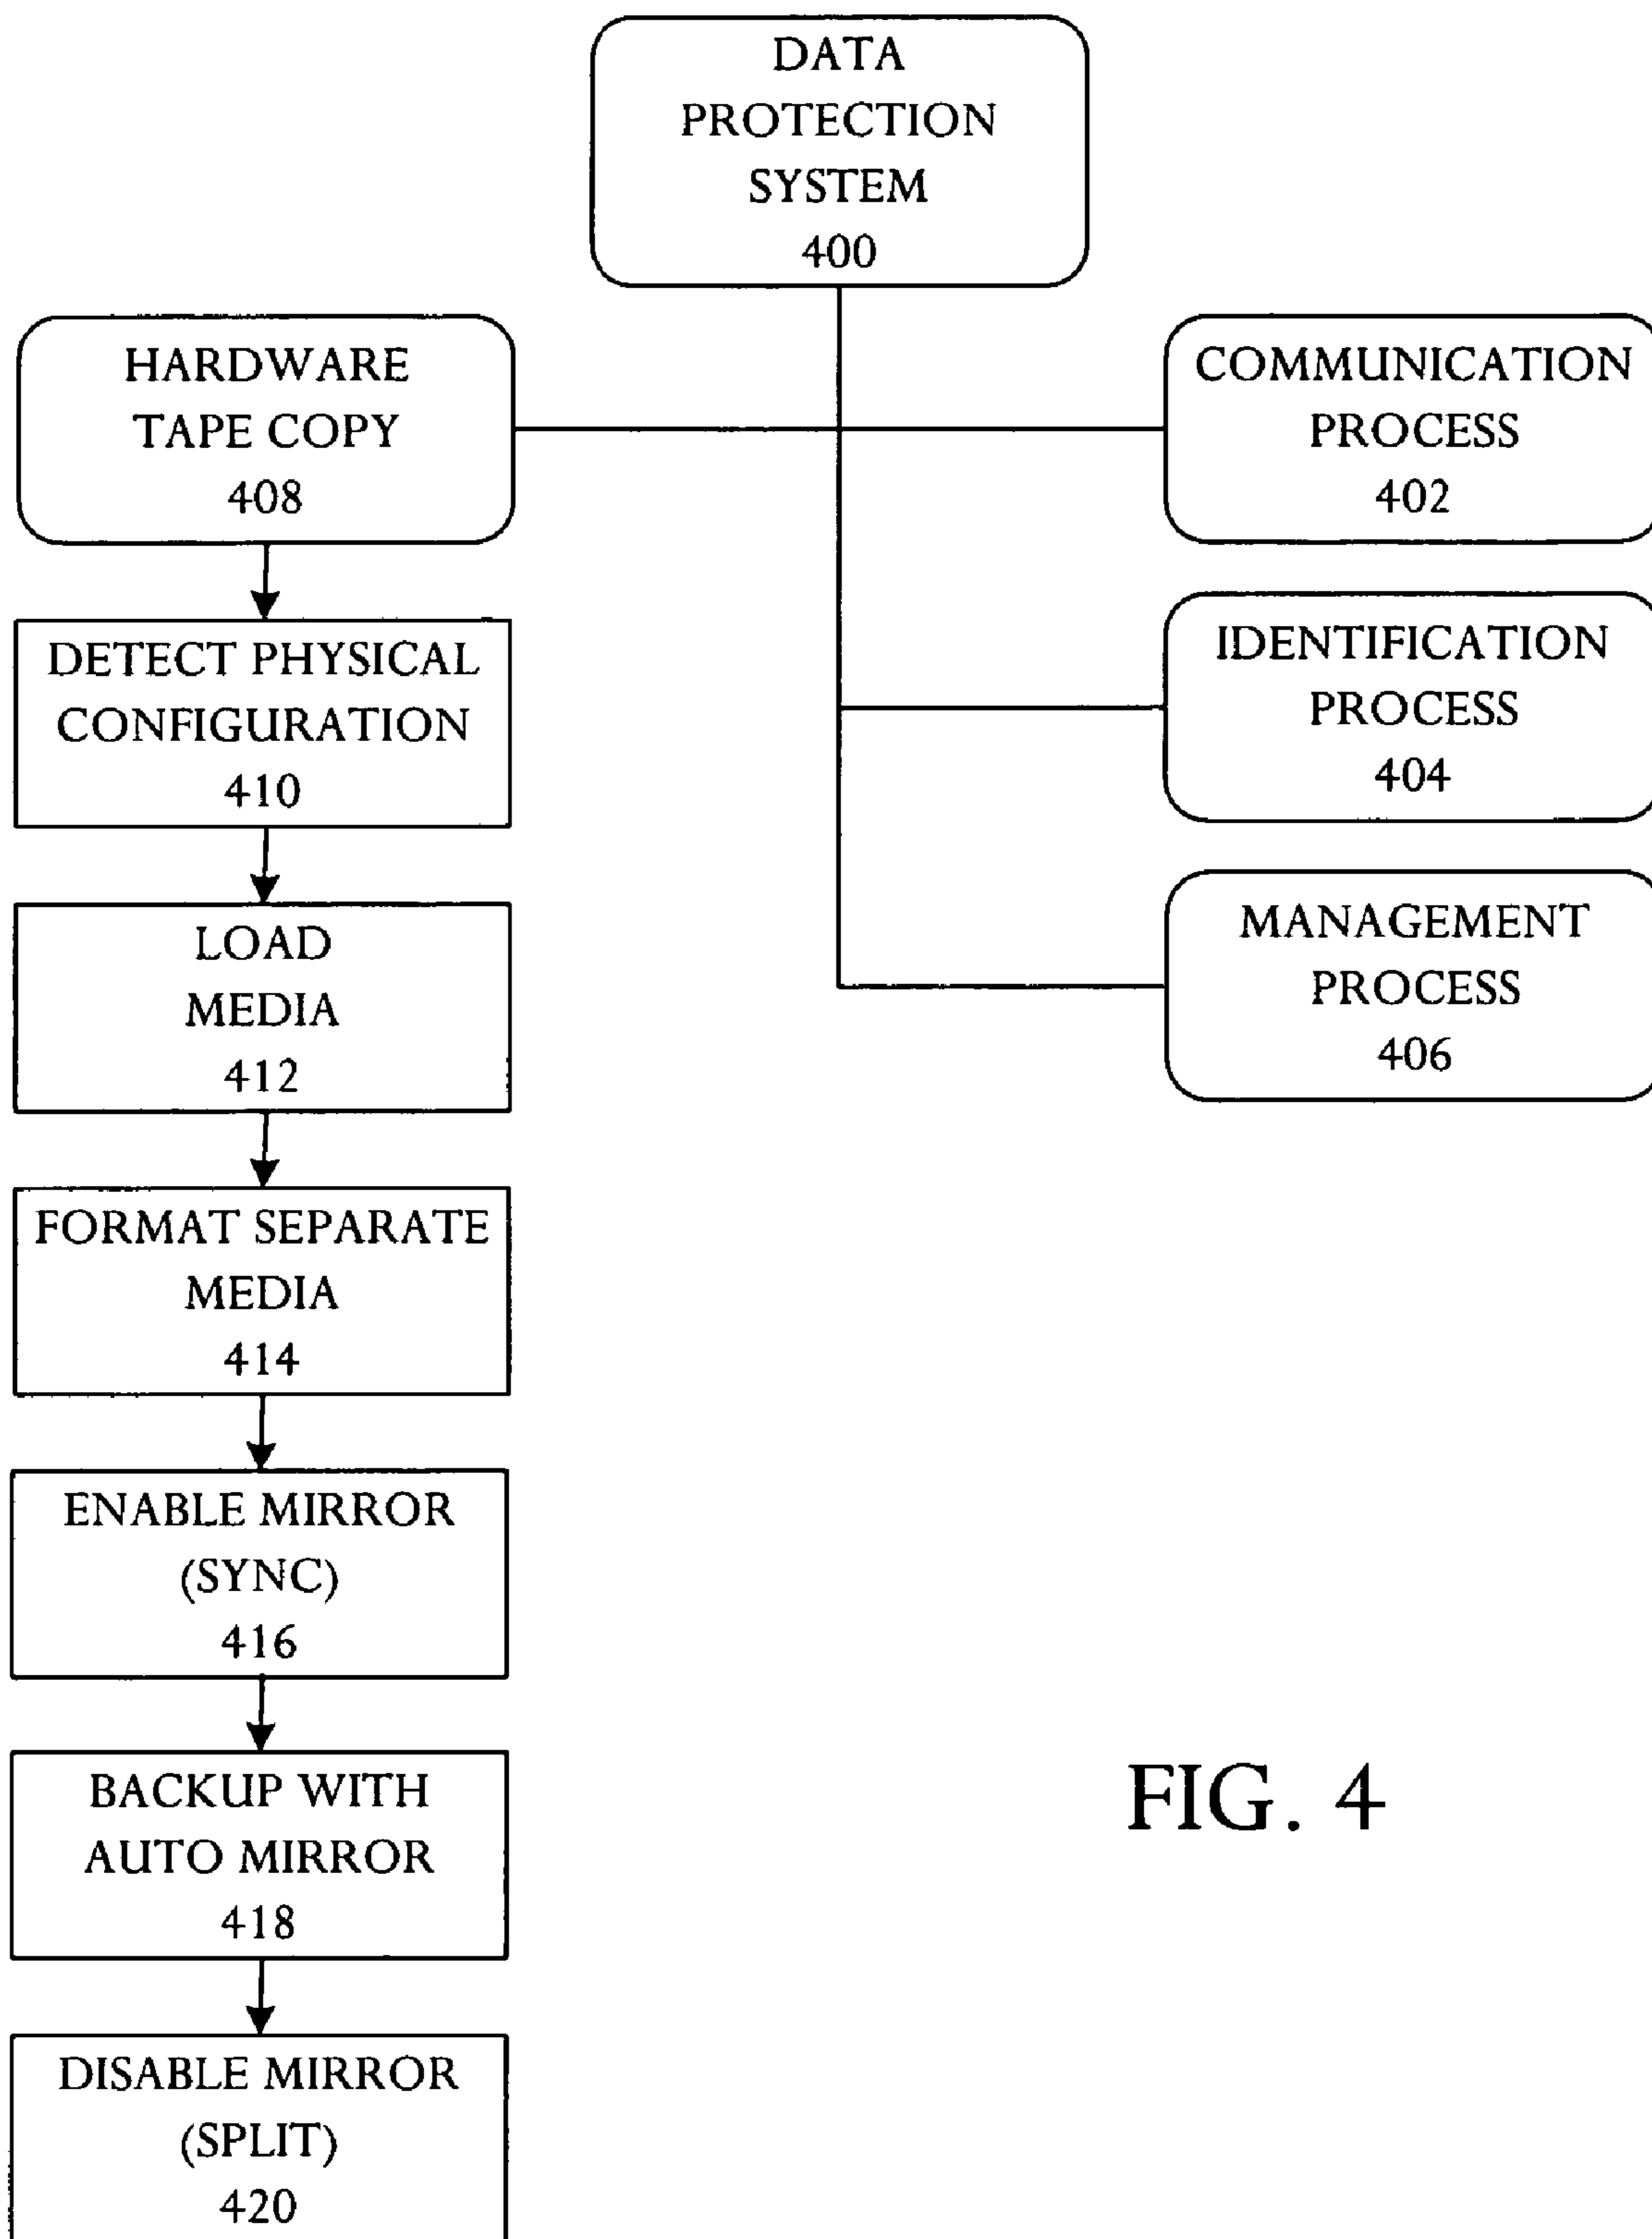 DATA
PROTECTION
SYSTEM
400
HARDWARE
TAPE COPY
408
COMMUNICATION
PROCESS
402
DETECT PHYSICAL
CONFIGURATION
410
IDENTIFICATION
PROCESS
404
LOAD
MEDIA
412
MANAGEMENT
PROCESS
406
FORMAT SEPARATE
MEDIA
414
ENABLE MIRROR
(SYNC)
416
BACKUP WITH
AUTO MIRROR
418
FIG. 4
DISABLE MIRROR
(SPLIT)
420